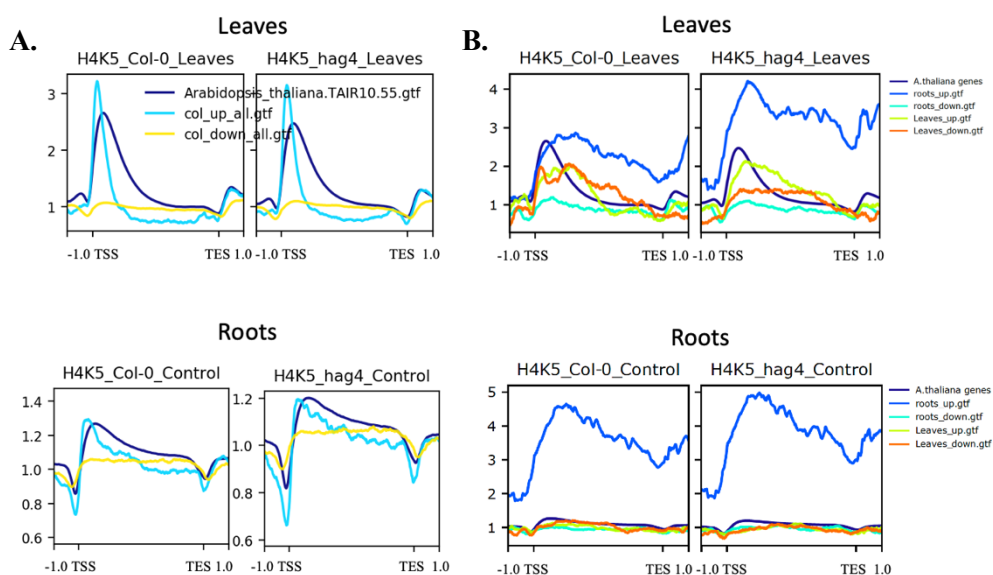 Leaves
A.
H4K5_Col-0_Leaves
H4K5_hag4_Leaves
3
2
1
Arabidopsis_thaliana.TAIR10.55.gtf
col_up_all.gtf
col_down_all.gtf
-1.0 TSS
TES 1.0
-1.0 TSS
TES 1.0
Leaves
B.
H4K5_Col-0_Leaves
H4K5_hag4_Leaves
4
3
2
1
0
A.thaliana genes
roots_up.gtf
roots_down.gtf
Leaves_up.gtf
Leaves_down.gtf
-1.0 TSS
TES 1.0
-1.0 TSS
TES 1.0
Roots
H4K5_Col-0_Control
H4K5_hag4_Control
1.4
1.2
1.0
0.8
0.6
1.2
1.0
0.8
0.6
-1.0 TSS
TES 1.0
-1.0 TSS
TES 1.0
Roots
H4K5_Col-0_Control
H4K5_hag4_Control
5
4
3
2
1
A.thaliana genes
roots_up.gtf
roots_down.gtf
Leaves_up.gtf
Leaves_down.gtf
-1.0 TSS
TES 1.0
-1.0 TSS
TES 1.0